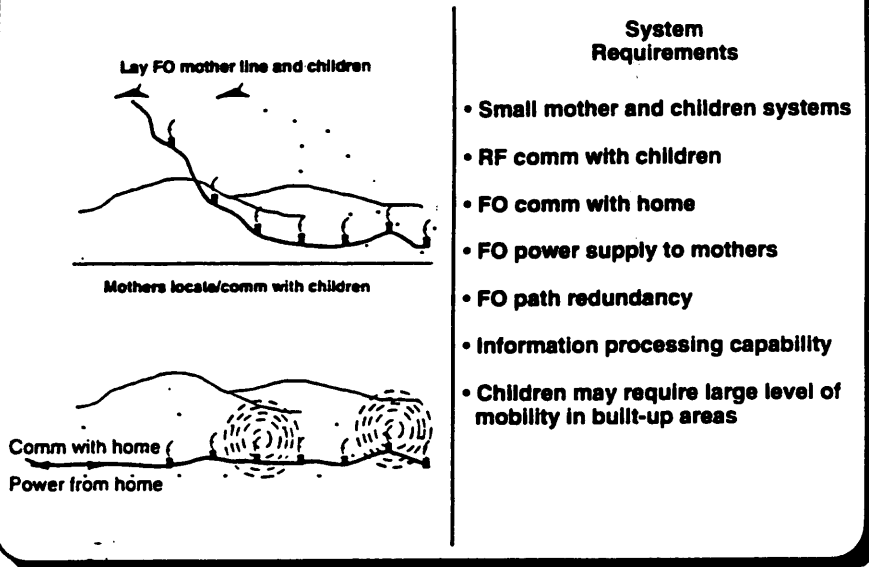 Lay FO mother line and children
Mothers locate/comm with children
Comm with home
Power from home
System
Requirements
• Small mother and children systems
• RF comm with children
• FO comm with home
• FO power supply to mothers
• FO path redundancy
• Information processing capability
• Children may require large level of
mobility in built-up areas